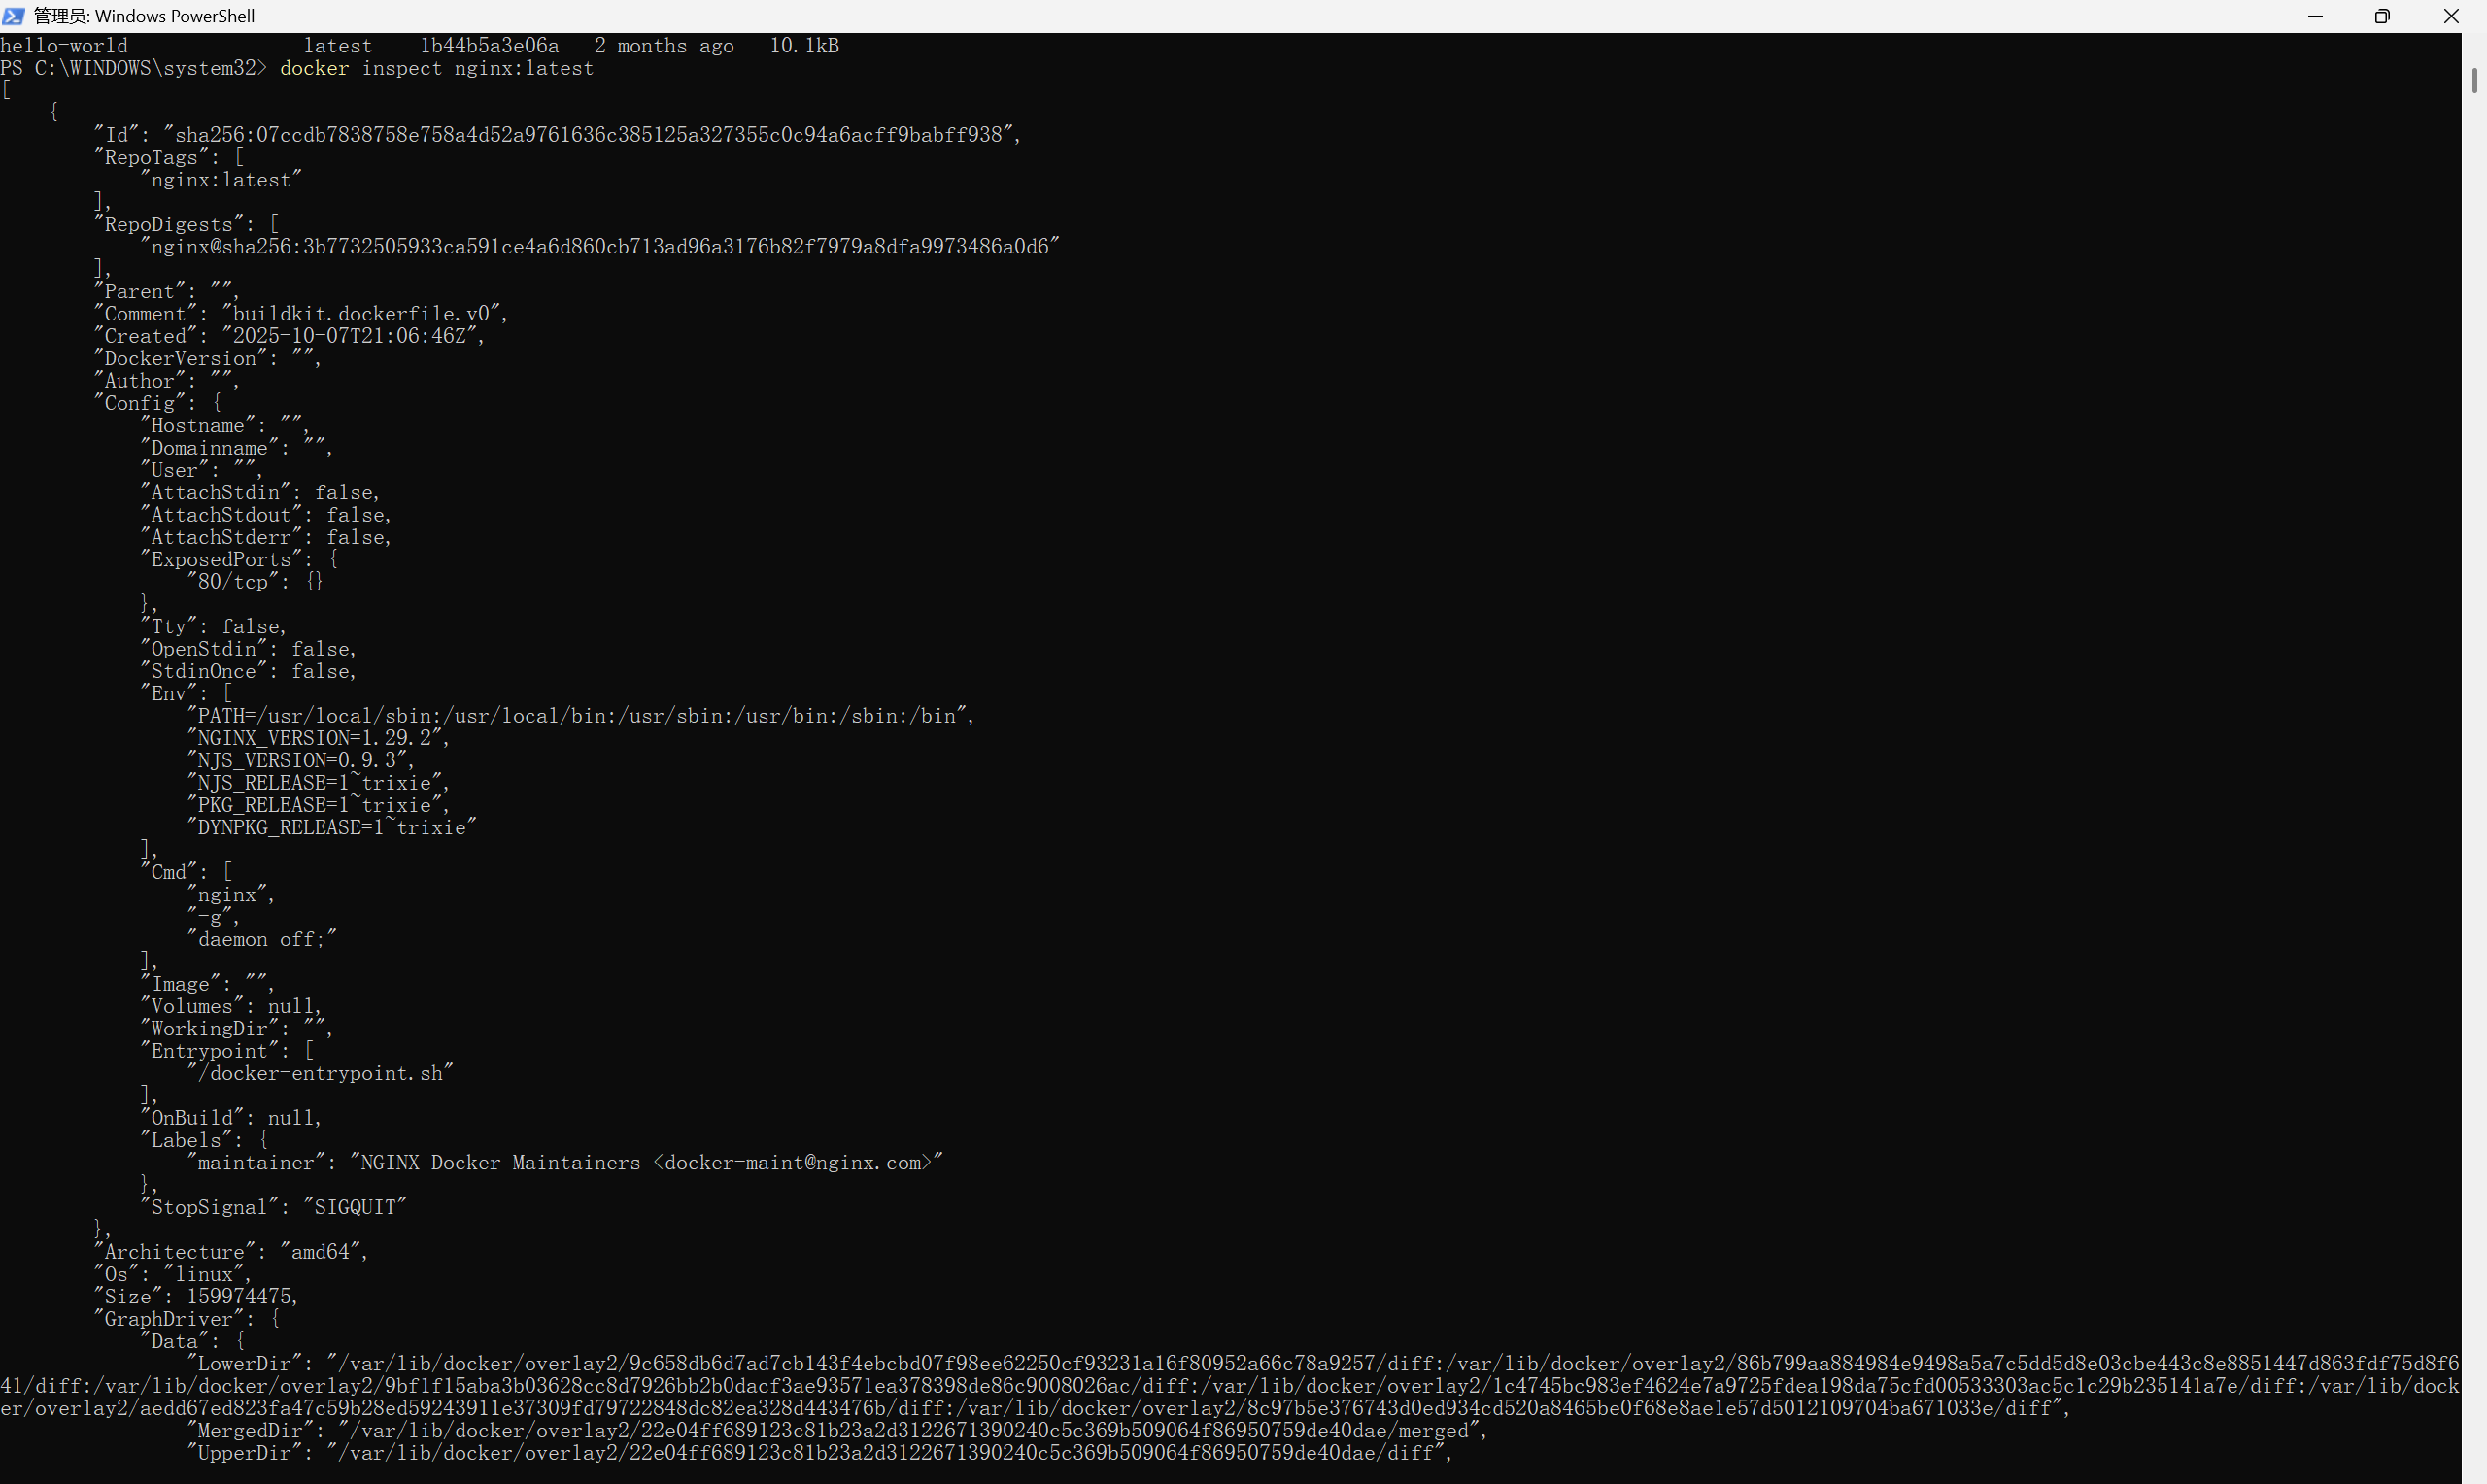 管理员: Windows PowerShell
hello-world latest 1b44b5a3e06a 2 months ago 10.1kB
PS C:\WINDOWS\system32> docker inspect nginx:latest
[
{
"Id": "sha256:07ccdb7838758e758a4d52a9761636c385125a327355c0c94a6acff9babff938",
"RepoTags": [
"nginx:latest"
],
"RepoDigests": [
"nginx@sha256:3b7732505933ca591ce4a6d860cb713ad96a3176b82f7979a8dfa9973486a0d6"
],
"Parent": "",
"Comment": "buildkit.dockerfile.v0",
"Created": "2025-10-07T21:06:46Z",
"DockerVersion": "",
"Author": "",
"Config": {
"Hostname": "",
"Domainname": "",
"User": "",
"AttachStdin": false,
"AttachStdout": false,
"AttachStderr": false,
"ExposedPorts": {
"80/tcp": {}
},
"Tty": false,
"OpenStdin": false,
"StdinOnce": false,
"Env": [
"PATH=/usr/local/sbin:/usr/local/bin:/usr/sbin:/usr/bin:/sbin:/bin",
"NGINX_VERSION=1.29.2",
"NJS_VERSION=0.9.3",
"NJS_RELEASE=1~trixie",
"PKG_RELEASE=1~trixie",
"DYNPKG_RELEASE=1~trixie"
],
"Cmd": [
"nginx",
"-g",
"daemon off;"
],
"Image": "",
"Volumes": null,
"WorkingDir": "",
"Entrypoint": [
"/docker-entrypoint.sh"
],
"OnBuild": null,
"Labels": {
"maintainer": "NGINX Docker Maintainers <docker-maint@nginx.com>"
},
"StopSignal": "SIGQUIT"
},
"Architecture": "amd64",
"Os": "linux",
"Size": 159974475,
"GraphDriver": {
"Data": {
"LowerDir": "/var/lib/docker/overlay2/9c658db6d7ad7cb143f4ebcbd07f98ee62250cf93231a16f80952a66c78a9257/diff:/var/lib/docker/overlay2/86b799aa884984e9498a5a7c5dd5d8e03cbe443c8e8851447d863fdf75d8f6
41/diff:/var/lib/docker/overlay2/9bf1f15aba3b03628cc8d7926bb2b0dacf3ae93571ea378398de86c9008026ac/diff:/var/lib/docker/overlay2/1c4745bc983ef4624e7a9725fdea198da75cfd00533303ac5c1c29b235141a7e/diff:/var/lib/dock
er/overlay2/aedd67ed823fa47c59b28ed59243911e37309fd79722848dc82ea328d443476b/diff:/var/lib/docker/overlay2/8c97b5e376743d0ed934cd520a8465be0f68e8ae1e57d5012109704ba671033e/diff",
"MergedDir": "/var/lib/docker/overlay2/22e04ff689123c81b23a2d3122671390240c5c369b509064f86950759de40dae/merged",
"UpperDir": "/var/lib/docker/overlay2/22e04ff689123c81b23a2d3122671390240c5c369b509064f86950759de40dae/diff",